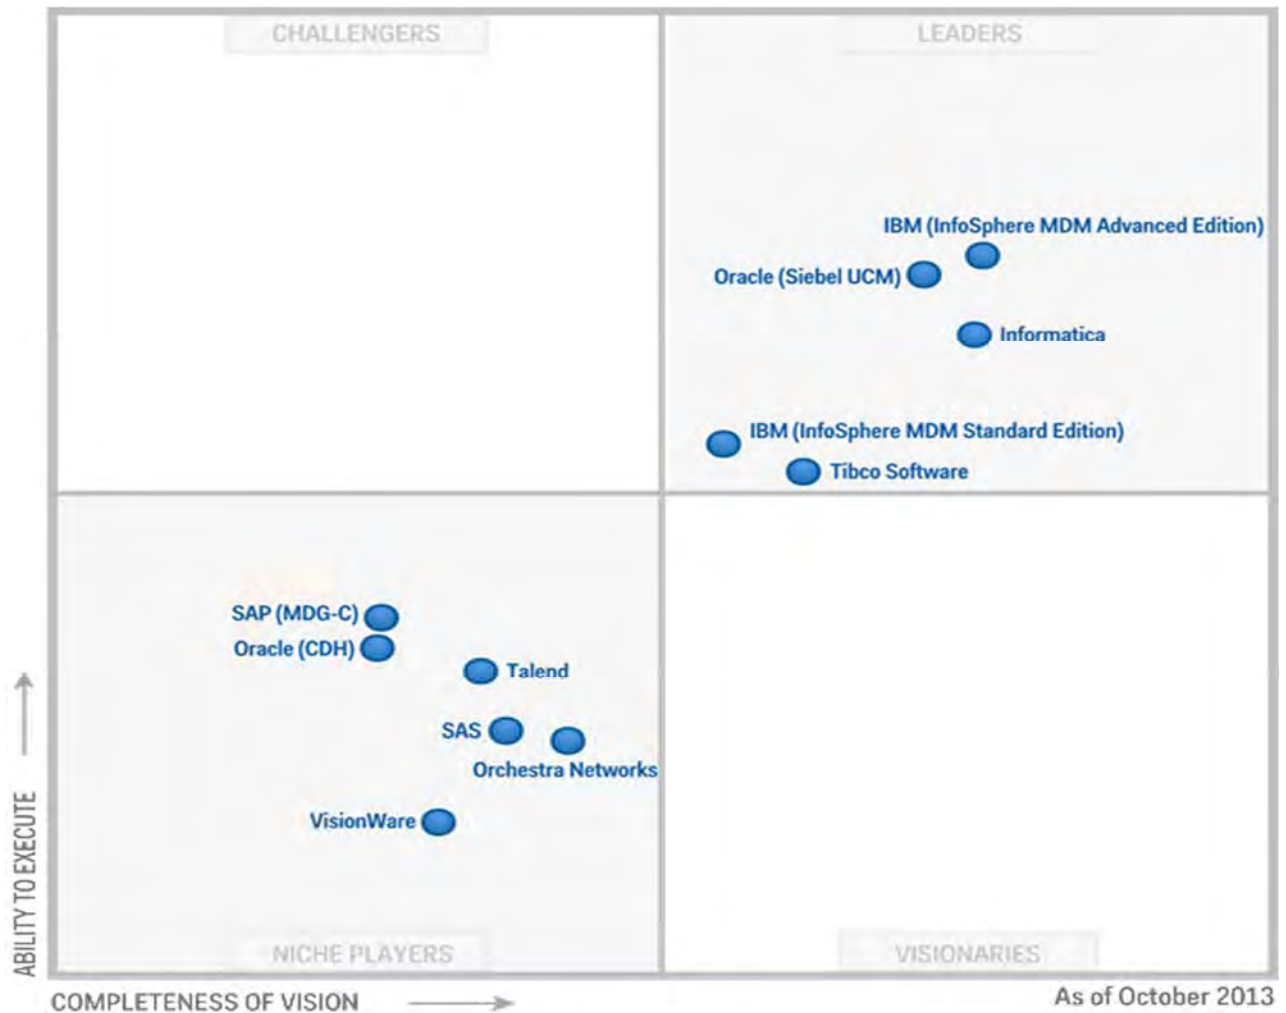 CHALLENGERS
LEADERS
IBM (InfoSphere MDM Advanced Edition)
Oracle (Siebel UCM)
Informatica
IBM (InfoSphere MDM Standard Edition)
Tibco Software
SAP (MDG-C)
Oracle (CDH)
Talend
SAS
Orchestra Networks
VisionWare
NICHE PLAYERS
VISIONARIES
ABILITY TO EXECUTE
COMPLETENESS OF VISION
As of October 2013